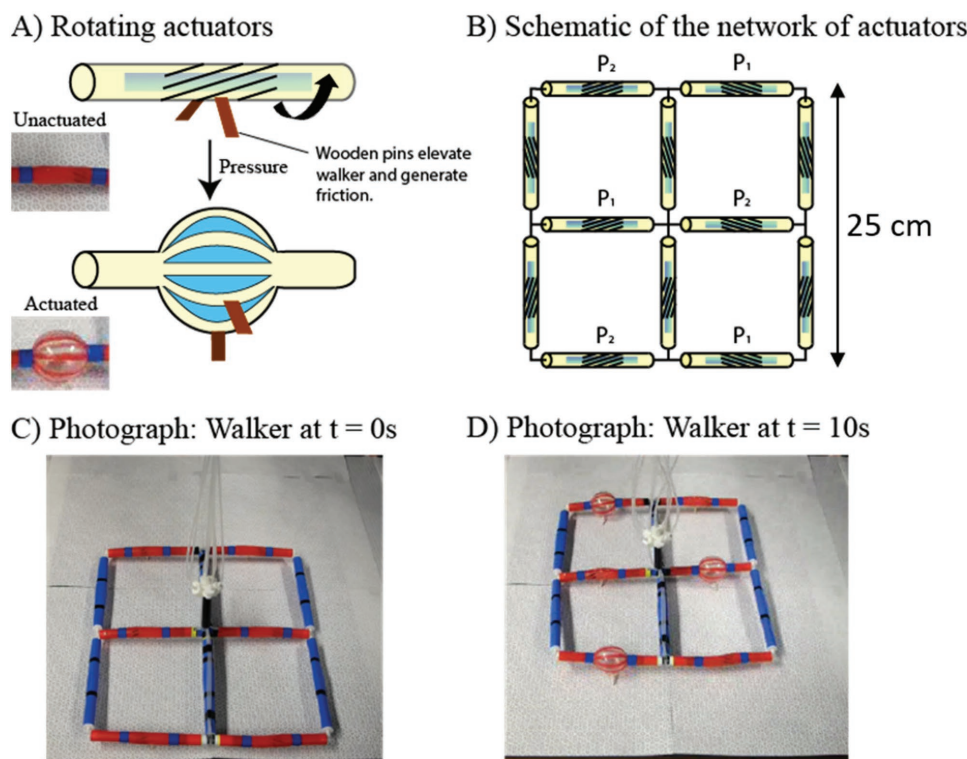 A) Rotating actuators
Unactuated
Pressure
Wooden pins elevate
walker and generate
friction.
Actuated
B) Schematic of the network of actuators
P₂ P₁
P₁ P₂
P₂ P₁
25 cm
C) Photograph: Walker at t = 0s
D) Photograph: Walker at t = 10s